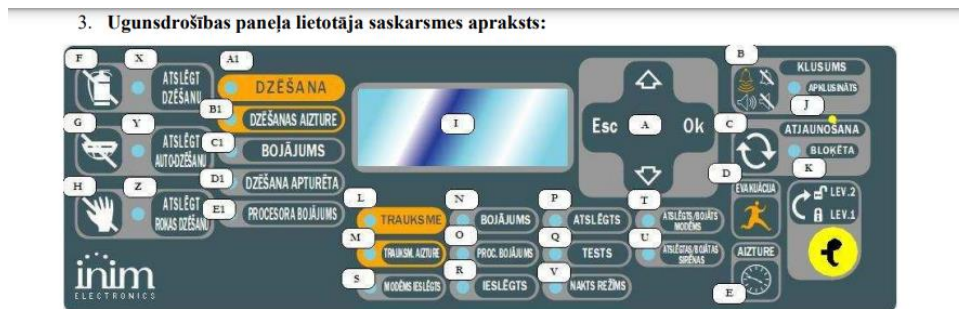 3. Ugunsdrošības paneļa lietotāja saskarsmes apraksts:
F
X
A1
B
ATSLĒGT
DZĒŠANU
DZĒŠANA
KLUSUMS
APKLUSINĀTS
J
B1
DZĒŠANAS AIZTURE
I
Esc
A
Ok
G
Y
C1
ATSLĒGT
AUTO-DZĒŠANU
BOJĀJUMS
C
ATJAUNOŠANA
BLOĶĒTA
K
D1
DZĒŠANA APTURĒTA
H
Z
E1
ATSLĒGT
ROKAS DZĒŠANU
PROCESORA BOJĀJUMS
D
EVAKUĀCIJA
LEV.2
LEV.1
L
N
P
T
TRAUKSME
BOJĀJUMS
ATSLĒGTS
ATSLĒGTS/BOJĀTS
MODĒMS
M
O
Q
U
TRAUKSM. AIZTURE
PROC. BOJĀJUMS
TESTS
ATSLĒGTAS/BOJĀTAS
SIRĒNAS
AIZTURE
S
R
V
E
MODĒMS IESLĒGTS
IESLĒGTS
NAKTS REŽĪMS
inim
ELECTRONICS